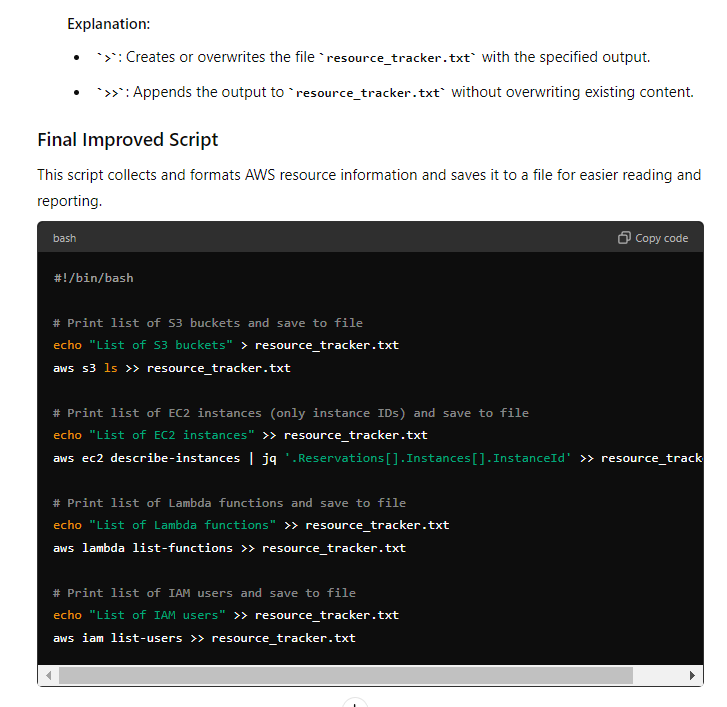 Explanation:
• `>`: Creates or overwrites the file `resource_tracker.txt` with the specified output.
• `>>`: Appends the output to `resource_tracker.txt` without overwriting existing content.
Final Improved Script
This script collects and formats AWS resource information and saves it to a file for easier reading and
reporting.
bash
Copy code
#!/bin/bash
# Print list of S3 buckets and save to file
echo "List of S3 buckets" > resource_tracker.txt
aws s3 ls >> resource_tracker.txt
# Print list of EC2 instances (only instance IDs) and save to file
echo "List of EC2 instances" >> resource_tracker.txt
aws ec2 describe-instances | jq '.Reservations[].Instances[].InstanceId' >> resource_track
# Print list of Lambda functions and save to file
echo "List of Lambda functions" >> resource_tracker.txt
aws lambda list-functions >> resource_tracker.txt
# Print list of IAM users and save to file
echo "List of IAM users" >> resource_tracker.txt
aws iam list-users >> resource_tracker.txt